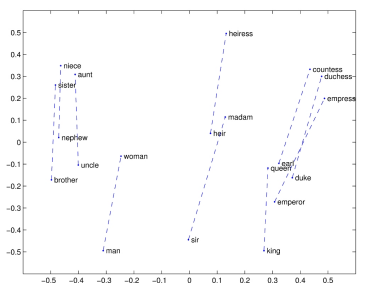 0.5
0.4
0.3
0.2
0.1
0
−0.1
−0.2
−0.3
−0.4
−0.5
heiress
niece
aunt
sister
countess
duchess
empress
madam
heir
nephew
woman
earl
queen
uncle
duke
brother
emperor
sir
man
king
−0.5 −0.4 −0.3 −0.2 −0.1 0 0.1 0.2 0.3 0.4 0.5